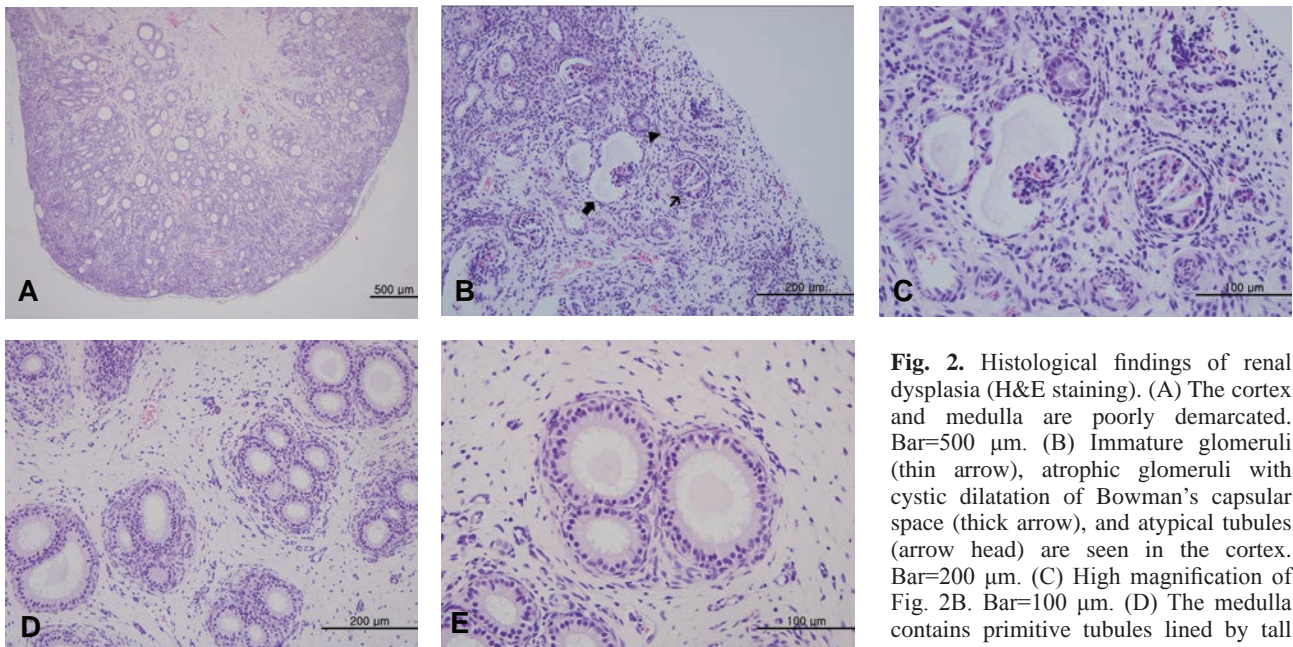 A
500 μm
B
200 μm
C
100 μm
D
200 μm
E
100 μm
Fig. 2. Histological findings of renal
dysplasia (H&E staining). (A) The cortex
and medulla are poorly demarcated.
Bar=500 μm. (B) Immature glomeruli
(thin arrow), atrophic glomeruli with
cystic dilatation of Bowman's capsular
space (thick arrow), and atypical tubules
(arrow head) are seen in the cortex.
Bar=200 μm. (C) High magnification of
Fig. 2B. Bar=100 μm. (D) The medulla
contains primitive tubules lined by tall